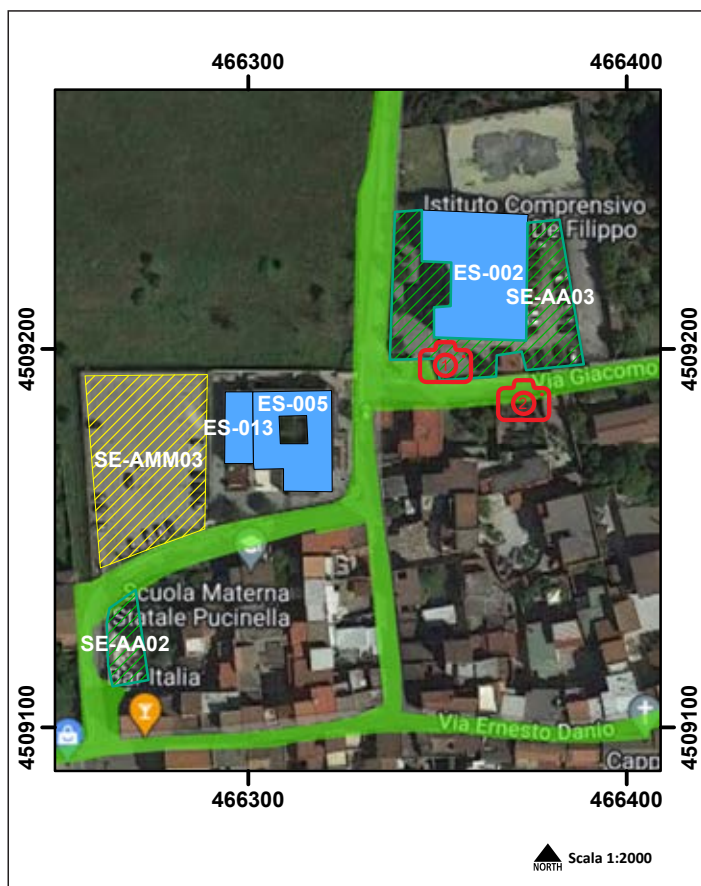 466300
466400
Istituto Comprensivo
De Filippo
ES-002
SE-AA03
4509200
4509200
1
Via Giacomo
2
ES-005
ES-013
SE-AMM03
Scuola Materna
Statale Pucinella
SE-AA02
Bar Italia
4509100
4509100
Via Ernesto Danio
Capp
466300
466400
NORTH
Scala 1:2000